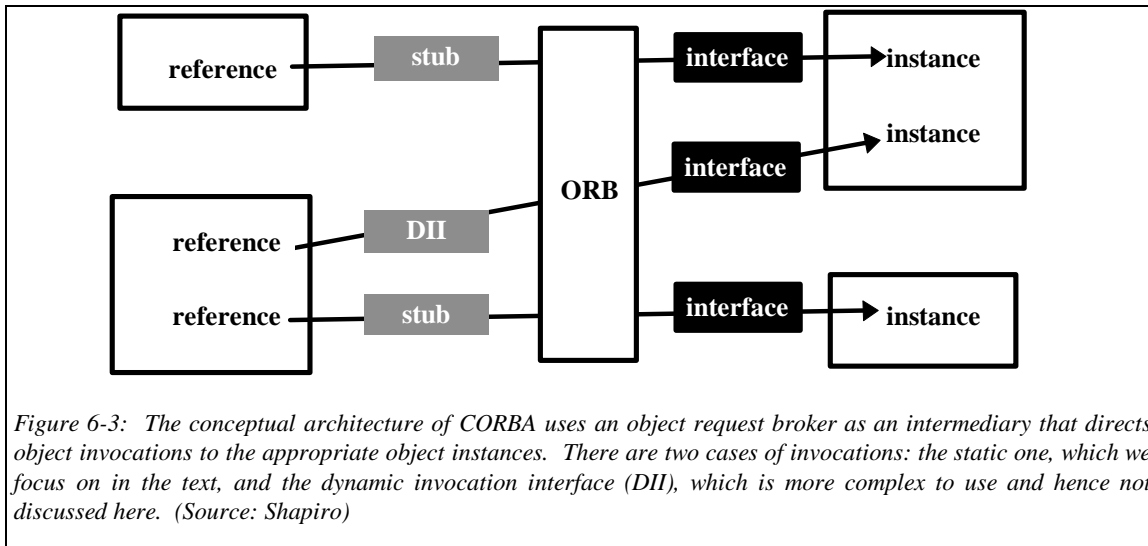 reference
stub
interface
instance
instance
interface
ORB
reference
DII
reference
stub
interface
instance
Figure 6-3: The conceptual architecture of CORBA uses an object request broker as an intermediary that directs
object invocations to the appropriate object instances. There are two cases of invocations: the static one, which we
focus on in the text, and the dynamic invocation interface (DII), which is more complex to use and hence not
discussed here. (Source: Shapiro)